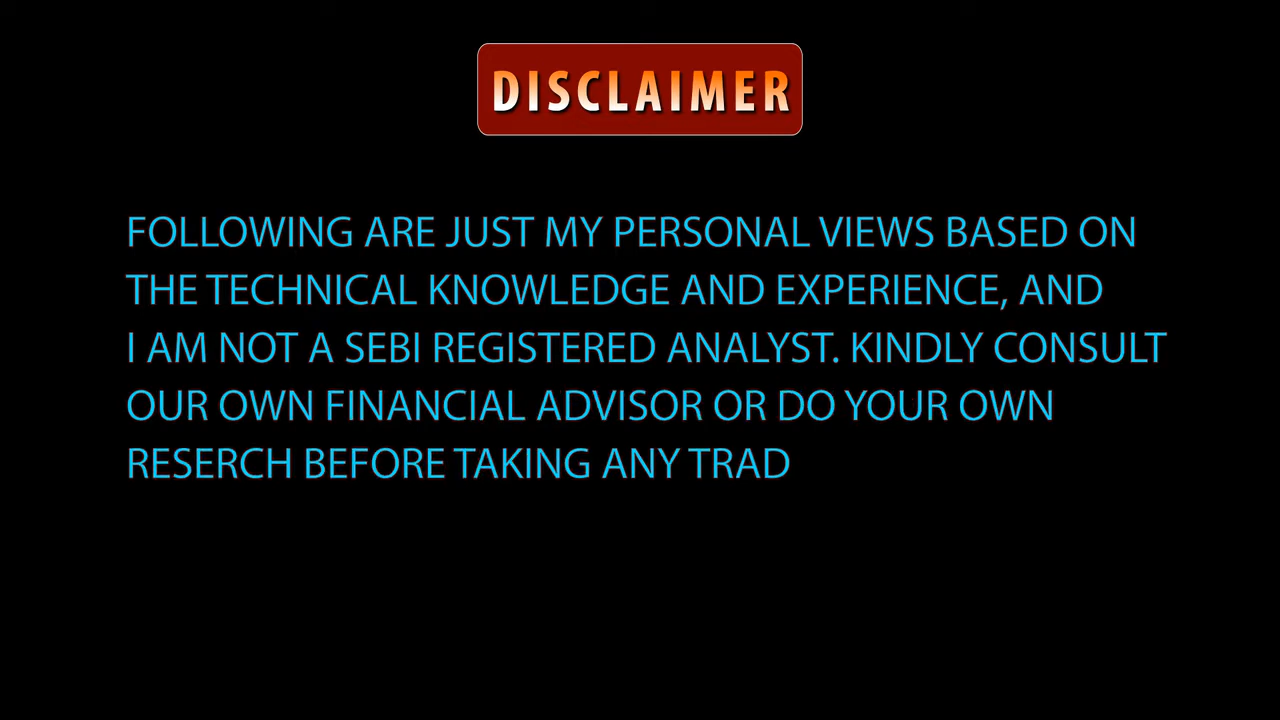 DISCLAIMER
FOLLOWING ARE JUST MY PERSONAL VIEWS BASED ON
THE TECHNICAL KNOWLEDGE AND EXPERIENCE, AND
I AM NOT A SEBI REGISTERED ANALYST. KINDLY CONSULT
OUR OWN FINANCIAL ADVISOR OR DO YOUR OWN
RESERCH BEFORE TAKING ANY TRAD